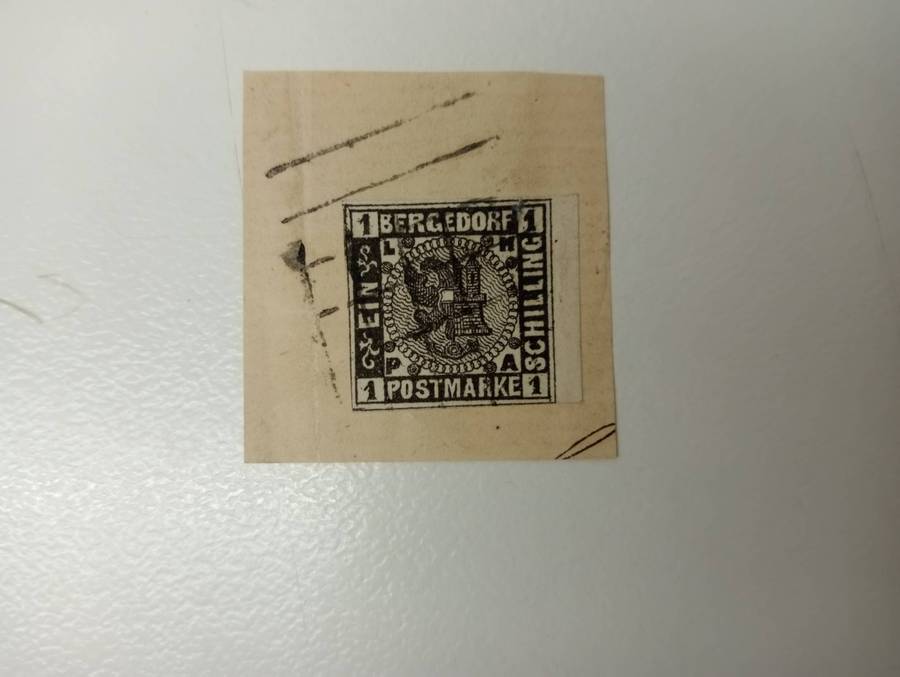 1 BERGEDORF 1
L H
EIN
SCHILLING
P A
1 POSTMARKE 1